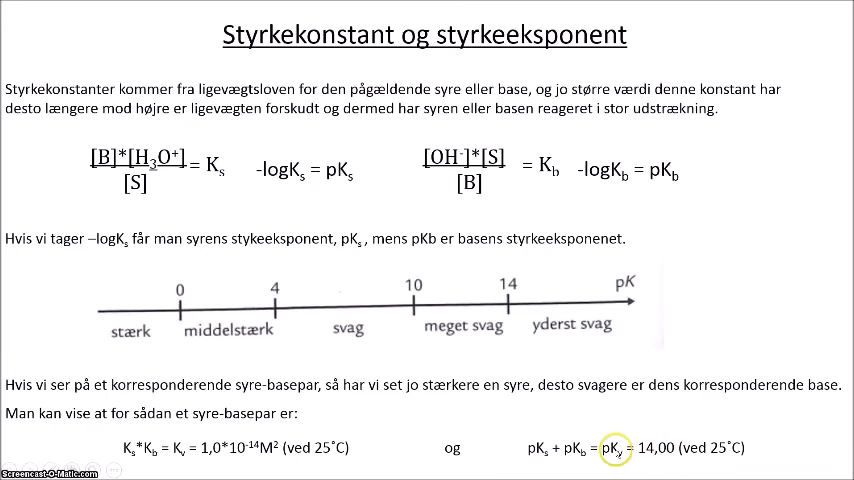 Styrkekonstant og styrkeeksponent
Styrkekonstanter kommer fra ligevægtsloven for den pågældende syre eller base, og jo større værdi denne konstant har
desto længere mod højre er ligevægten forskudt og dermed har syren eller basen reageret i stor udstrækning.
[B]*[H₃O⁺]
[S]
= Kₛ
-logKₛ = pKₛ
[OH⁻]*[S]
[B]
= K_b
-logK_b = pK_b
Hvis vi tager –logKₛ får man syrens stykeeksponent, pKₛ , mens pKb er basens styrkeeksponenet.
0 4 10 14 pK
stærk middelstærk svag meget svag yderst svag
Hvis vi ser på et korresponderende syre-basepar, så har vi set jo stærkere en syre, desto svagere er dens korresponderende base.
Man kan vise at for sådan et syre-basepar er:
Kₛ*K_b = Kᵥ = 1,0*10⁻¹⁴M² (ved 25˚C) og pKₛ + pK_b = pKᵥ = 14,00 (ved 25˚C)
Screencast-O-Matic.com